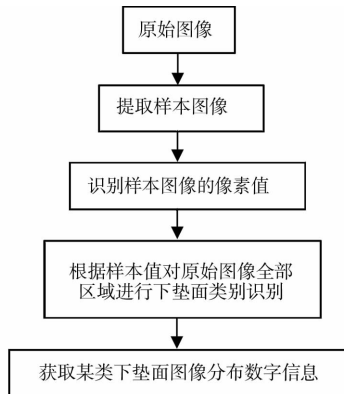 原始图像
提取样本图像
识别样本图像的像素值
根据样本值对原始图像全部
区域进行下垫面类别识别
获取某类下垫面图像分布数字信息